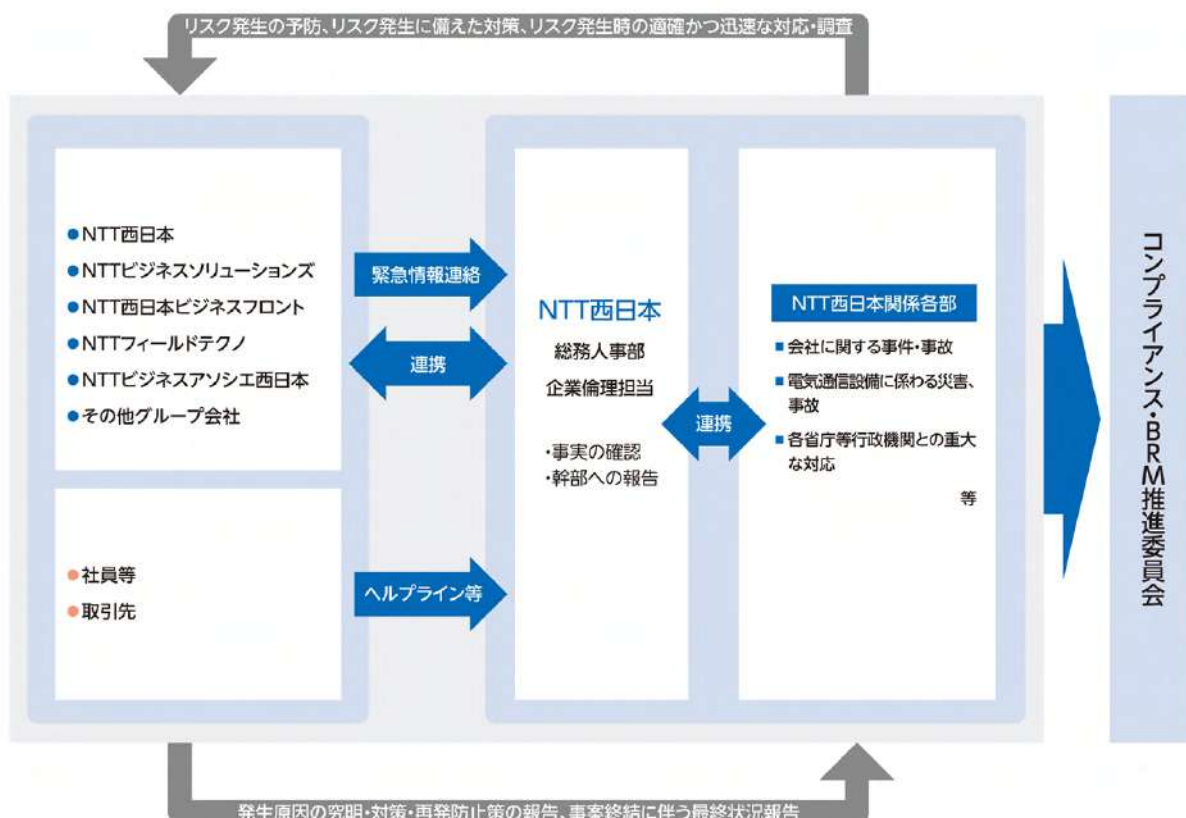 リスク発生の予防、リスク発生に備えた対策、リスク発生時の適確かつ迅速な対応・調査
●NTT西日本
●NTTビジネスソリューションズ
●NTT西日本ビジネスフロント
●NTTフィールドテクノ
●NTTビジネスアソシエ西日本
●その他グループ会社
●社員等
●取引先
緊急情報連絡
連携
ヘルプライン等
NTT西日本
総務人事部
企業倫理担当
・事実の確認
・幹部への報告
連携
NTT西日本関係各部
■会社に関する事件・事故
■電気通信設備に係わる災害、
事故
■各省庁等行政機関との重大
な対応
等
コンプライアンス・BRM推進委員会
発生原因の究明・対策・再発防止策の報告、事案終結に伴う最終状況報告